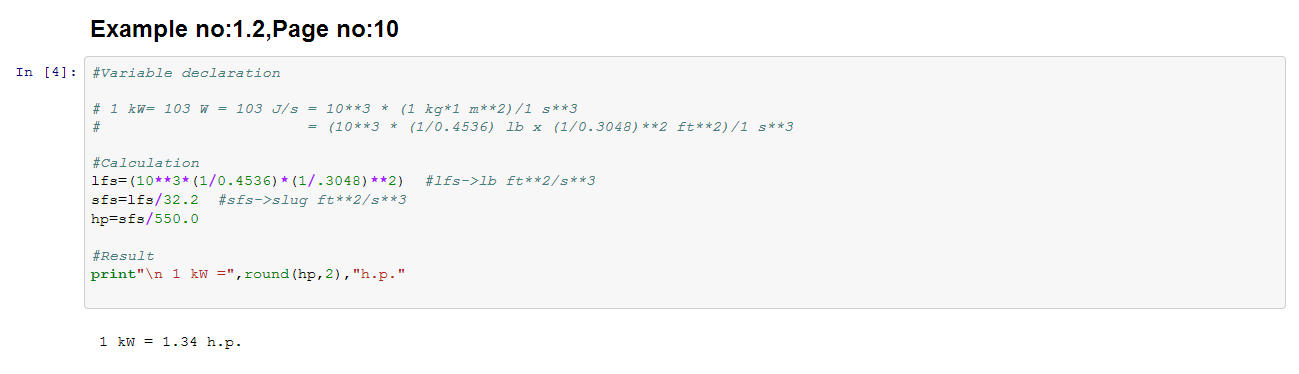 Example no:1.2,Page no:10
In [4]: #Variable declaration
# 1 kW= 103 W = 103 J/s = 10**3 * (1 kg*1 m**2)/1 s**3
# = (10**3 * (1/0.4536) lb x (1/0.3048)**2 ft**2)/1 s**3
#Calculation
lfs=(10**3*(1/0.4536)*(1/.3048)**2) #lfs->lb ft**2/s**3
sfs=lfs/32.2 #sfs->slug ft**2/s**3
hp=sfs/550.0
#Result
print"\n 1 kW =",round(hp,2),"h.p."
1 kW = 1.34 h.p.